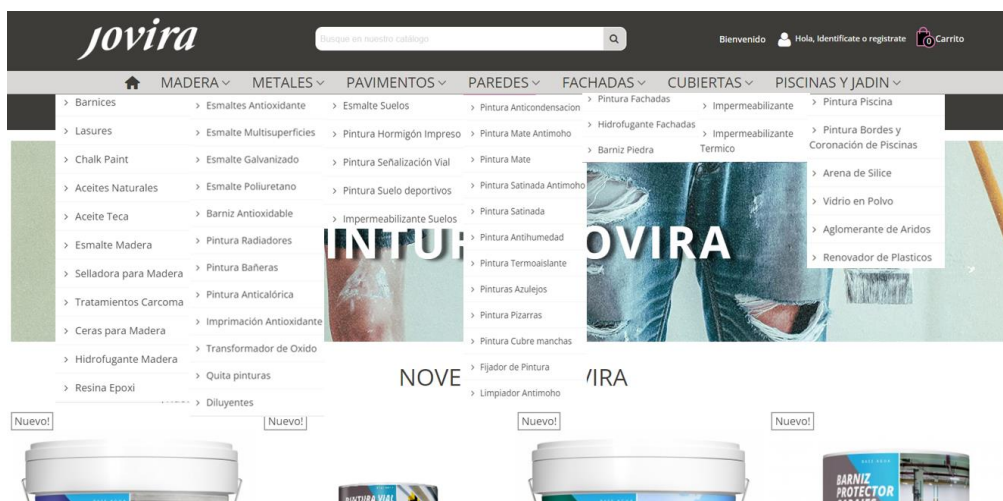 Jovira
Busque en nuestro catálogo
Bienvenido
Hola, Identifícate o regístrate
0
Carrito
MADERA
METALES
PAVIMENTOS
PAREDES
FACHADAS
CUBIERTAS
PISCINAS Y JADIN
> Barnices
> Lasures
> Chalk Paint
> Aceites Naturales
> Aceite Teca
> Esmalte Madera
> Selladora para Madera
> Tratamientos Carcoma
> Ceras para Madera
> Hidrofugante Madera
> Resina Epoxi
> Esmaltes Antioxidante
> Esmalte Multisuperficies
> Esmalte Galvanizado
> Esmalte Poliuretano
> Barniz Antioxidable
> Pintura Radiadores
> Pintura Bañeras
> Pintura Anticalórica
> Imprimación Antioxidante
> Transformador de Oxido
> Quita pinturas
> Diluyentes
> Esmalte Suelos
> Pintura Hormigón Impreso
> Pintura Señalización Vial
> Pintura Suelo deportivos
> Impermeabilizante Suelos
> Pintura Anticondensacion
> Pintura Mate Antimoho
> Pintura Mate
> Pintura Satinada Antimoho
> Pintura Satinada
> Pintura Antihumedad
> Pintura Termoaislante
> Pinturas Azulejos
> Pintura Pizarras
> Pintura Cubre manchas
> Fijador de Pintura
> Limpiador Antimoho
> Pintura Fachadas
> Hidrofugante Fachadas
> Barniz Piedra
> Impermeabilizante
> Impermeabilizante
Termico
> Pintura Piscina
> Pintura Bordes y
Coronación de Piscinas
> Arena de Silice
> Vidrio en Polvo
> Aglomerante de Aridos
> Renovador de Plasticos
INTU OVIRA
NOVE VIRA
Nuevo!
Nuevo!
Nuevo!
Nuevo!
PINTURA VIAL
BARNIZ
PROTECTOR